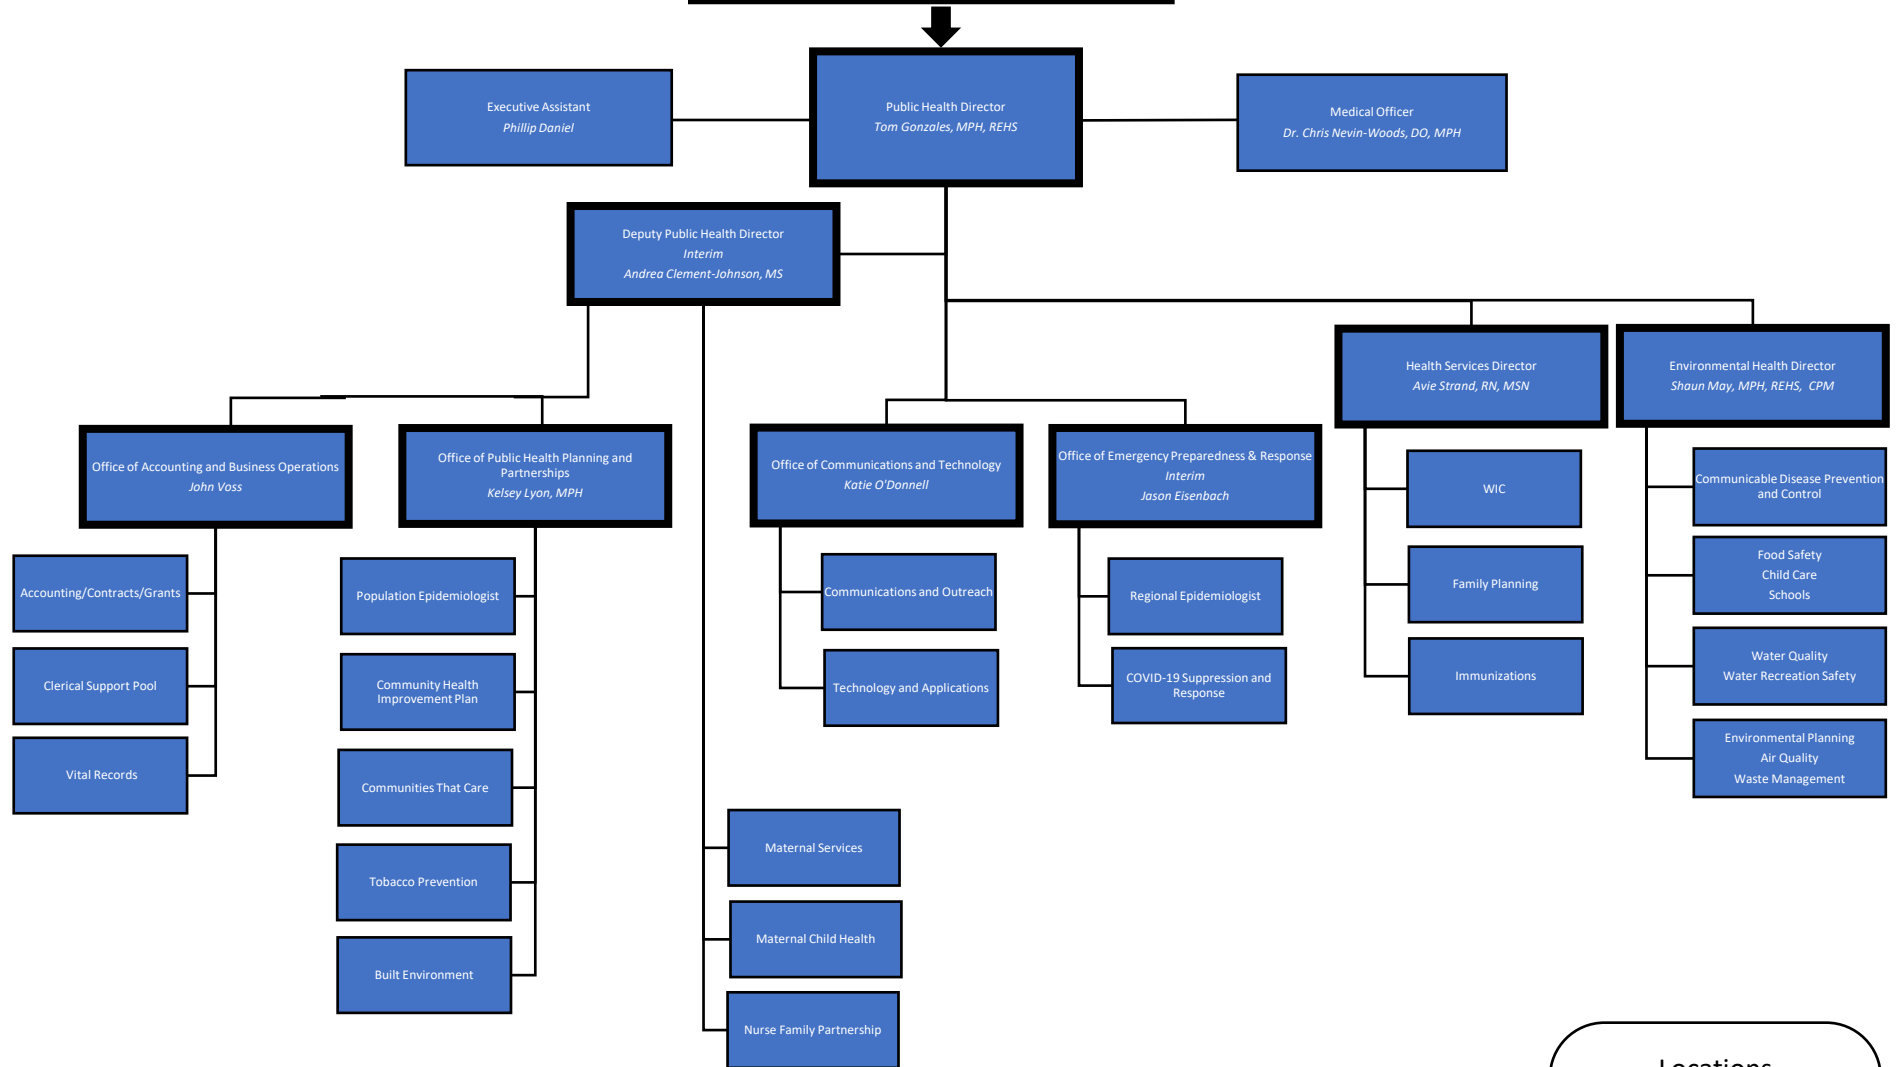 Public Health Director
Tom Gonzales, MPH, REHS
Executive Assistant
Phillip Daniel
Medical Officer
Dr. Chris Nevin-Woods, DO, MPH
Deputy Public Health Director
Interim
Andrea Clement-Johnson, MS
Health Services Director
Avie Strand, RN, MSN
Environmental Health Director
Shaun May, MPH, REHS, CPM
Office of Accounting and Business Operations
John Voss
Office of Public Health Planning and
Partnerships
Kelsey Lyon, MPH
Office of Communications and Technology
Katie O'Donnell
Office of Emergency Preparedness & Response
Interim
Jason Eisenbach
Accounting/Contracts/Grants
Clerical Support Pool
Vital Records
Population Epidemiologist
Community Health
Improvement Plan
Communities That Care
Tobacco Prevention
Built Environment
Maternal Services
Maternal Child Health
Nurse Family Partnership
Communications and Outreach
Technology and Applications
Regional Epidemiologist
COVID-19 Suppression and
Response
WIC
Family Planning
Immunizations
Communicable Disease Prevention
and Control
Food Safety
Child Care
Schools
Water Quality
Water Recreation Safety
Environmental Planning
Air Quality
Waste Management
Locations